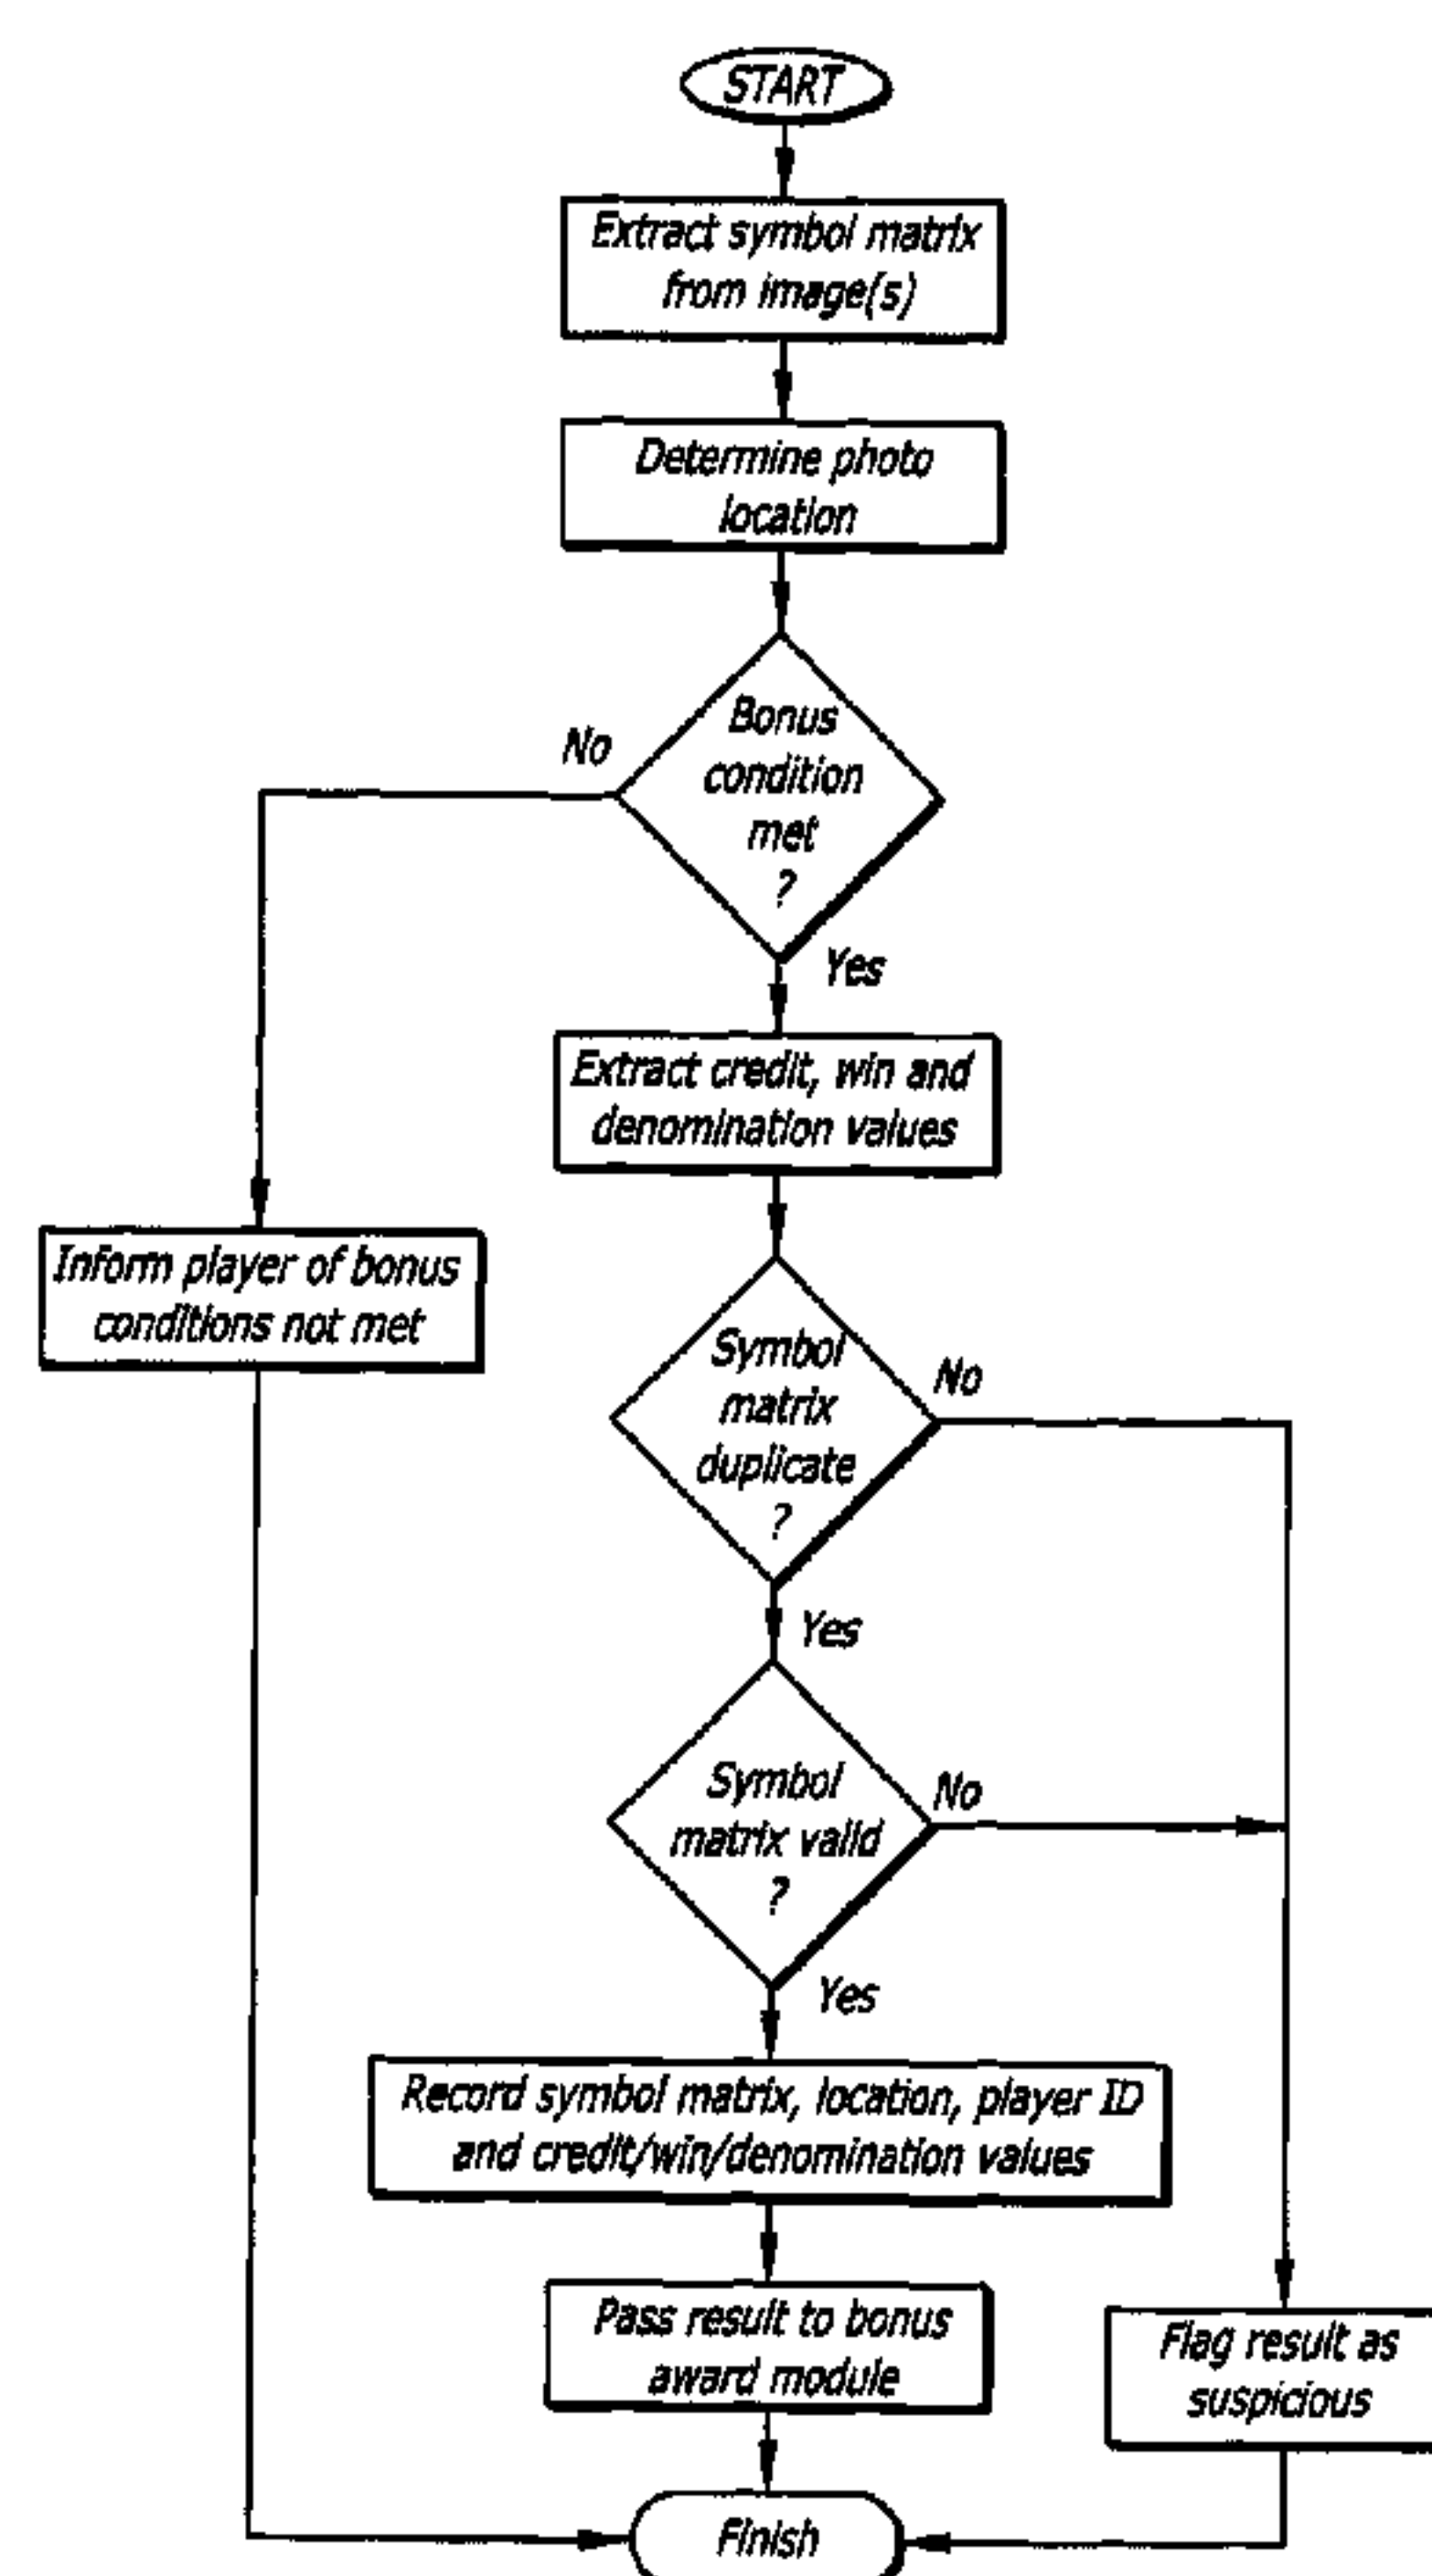 START
Extract symbol matrix
from image(s)
Determine photo
location
Bonus
condition
met
?
No
Yes
Extract credit, win and
denomination values
Inform player of bonus
conditions not met
Symbol
matrix
duplicate
?
No
Yes
Symbol
matrix valid
?
No
Yes
Record symbol matrix, location, player ID
and credit/win/denomination values
Pass result to bonus
award module
Flag result as
suspicious
Finish